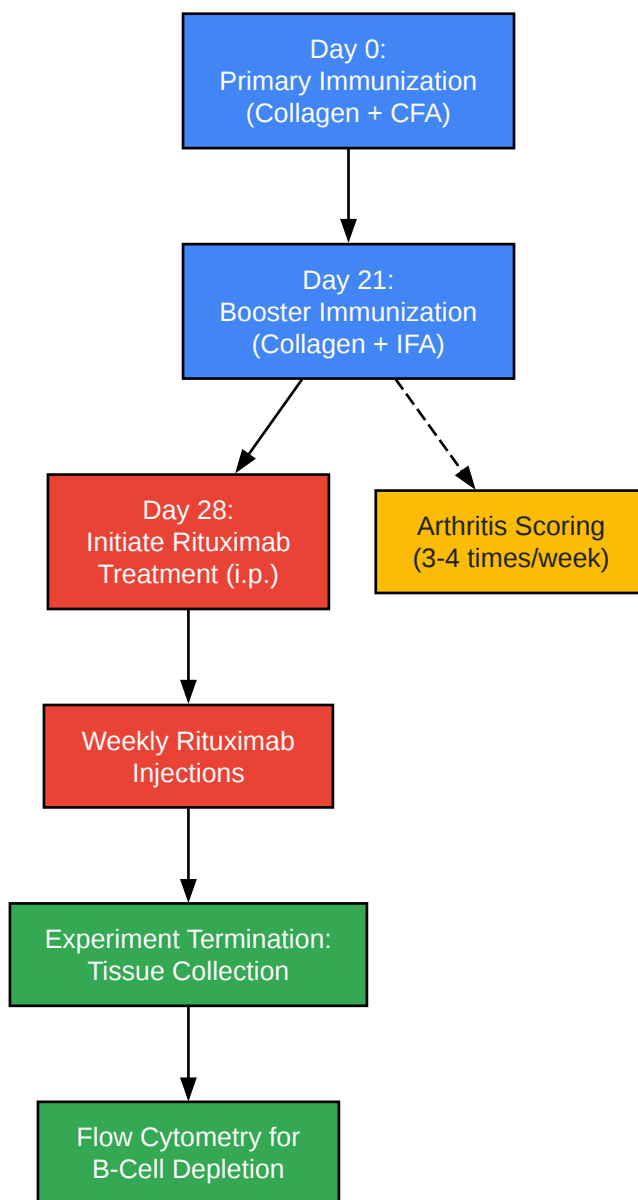 Day 0:
Primary Immunization
(Collagen + CFA)
Day 21:
Booster Immunization
(Collagen + IFA)
Day 28:
Initiate Rituximab
Treatment (i.p.)
Arthritis Scoring
(3-4 times/week)
Weekly Rituximab
Injections
Experiment Termination:
Tissue Collection
Flow Cytometry for
B-Cell Depletion